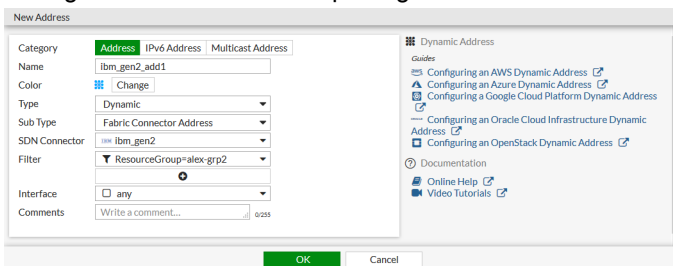 New Address
Category Address IPv6 Address Multicast Address
Name ibm_gen2_add1
Color Change
Type Dynamic
Sub Type Fabric Connector Address
SDN Connector IBM ibm_gen2
Filter ResourceGroup=alex-grp2
Interface any
Comments Write a comment... 0/255
OK Cancel
Dynamic Address
Guides
Configuring an AWS Dynamic Address
Configuring an Azure Dynamic Address
Configuring a Google Cloud Platform Dynamic Address
Configuring an Oracle Cloud Infrastructure Dynamic
Address
Configuring an OpenStack Dynamic Address
Documentation
Online Help
Video Tutorials